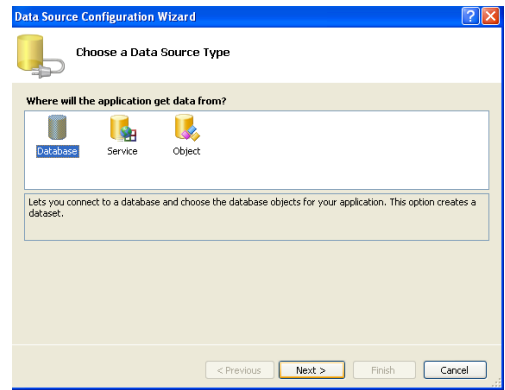 Data Source Configuration Wizard
Choose a Data Source Type
Where will the application get data from?
Database Service Object
Lets you connect to a database and choose the database objects for your application. This option creates a
dataset.
< Previous Next > Finish Cancel